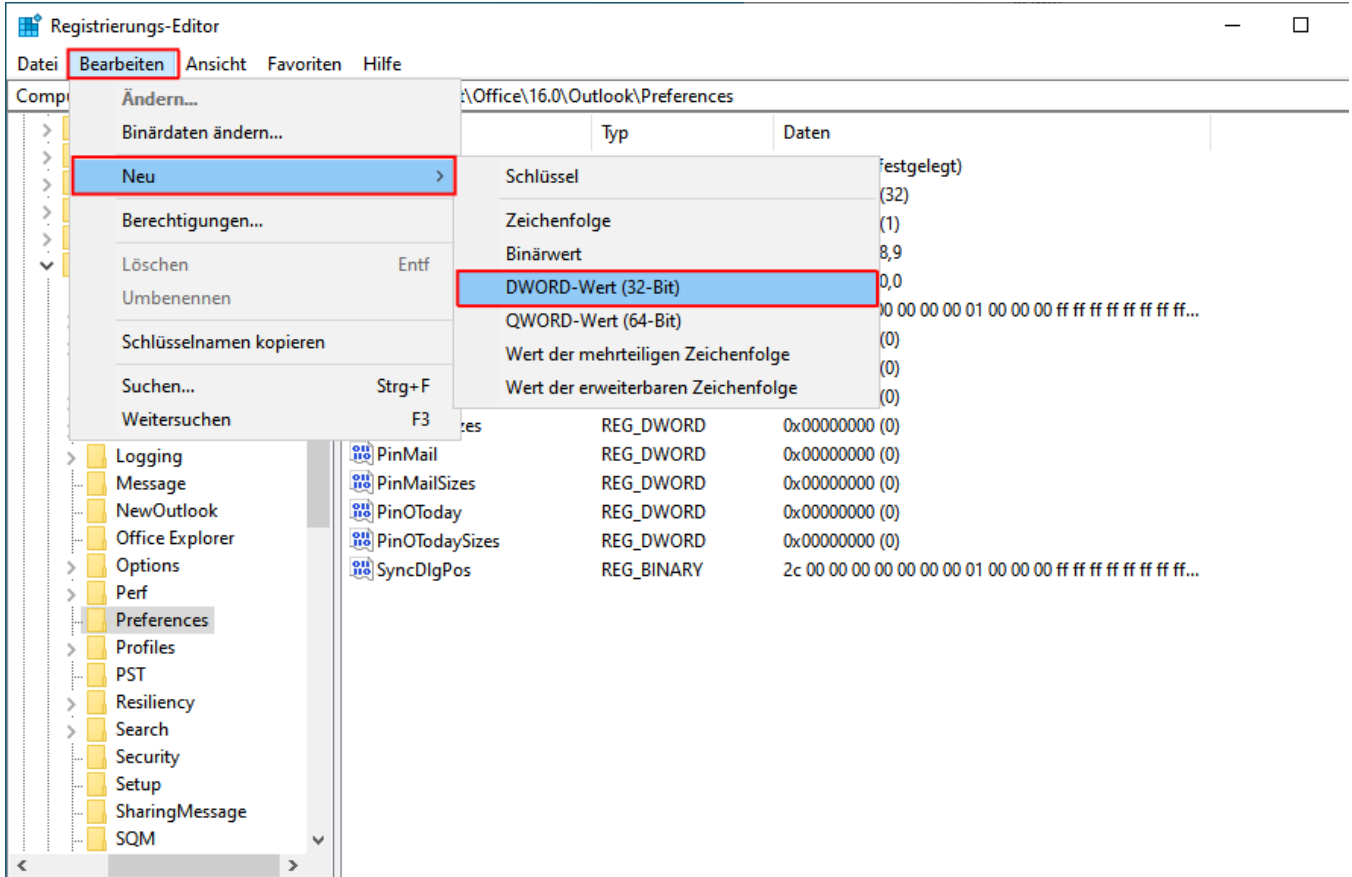 Registrierungs-Editor
Datei Bearbeiten Ansicht Favoriten Hilfe
Office\16.0\Outlook\Preferences
Ändern...
Binärdaten ändern...
Neu
Berechtigungen...
Löschen Entf
Umbenennen
Schlüsselnamen kopieren
Suchen... Strg+F
Weitersuchen F3
Schlüssel
Zeichenfolge
Binärwert
DWORD-Wert (32-Bit)
QWORD-Wert (64-Bit)
Wert der mehrteiligen Zeichenfolge
Wert der erweiterbaren Zeichenfolge
Typ Daten
festgelegt)
(32)
(1)
8,9
0,0
00 00 00 00 01 00 00 00 ff ff ff ff ff ff ff ff...
(0)
(0)
(0)
REG_DWORD 0x00000000 (0)
PinMail REG_DWORD 0x00000000 (0)
PinMailSizes REG_DWORD 0x00000000 (0)
PinOToday REG_DWORD 0x00000000 (0)
PinOTodaySizes REG_DWORD 0x00000000 (0)
SyncDlgPos REG_BINARY 2c 00 00 00 00 00 00 00 01 00 00 00 ff ff ff ff ff ff ff ff...
Logging
Message
NewOutlook
Office Explorer
Options
Perf
Preferences
Profiles
PST
Resiliency
Search
Security
Setup
SharingMessage
SQM